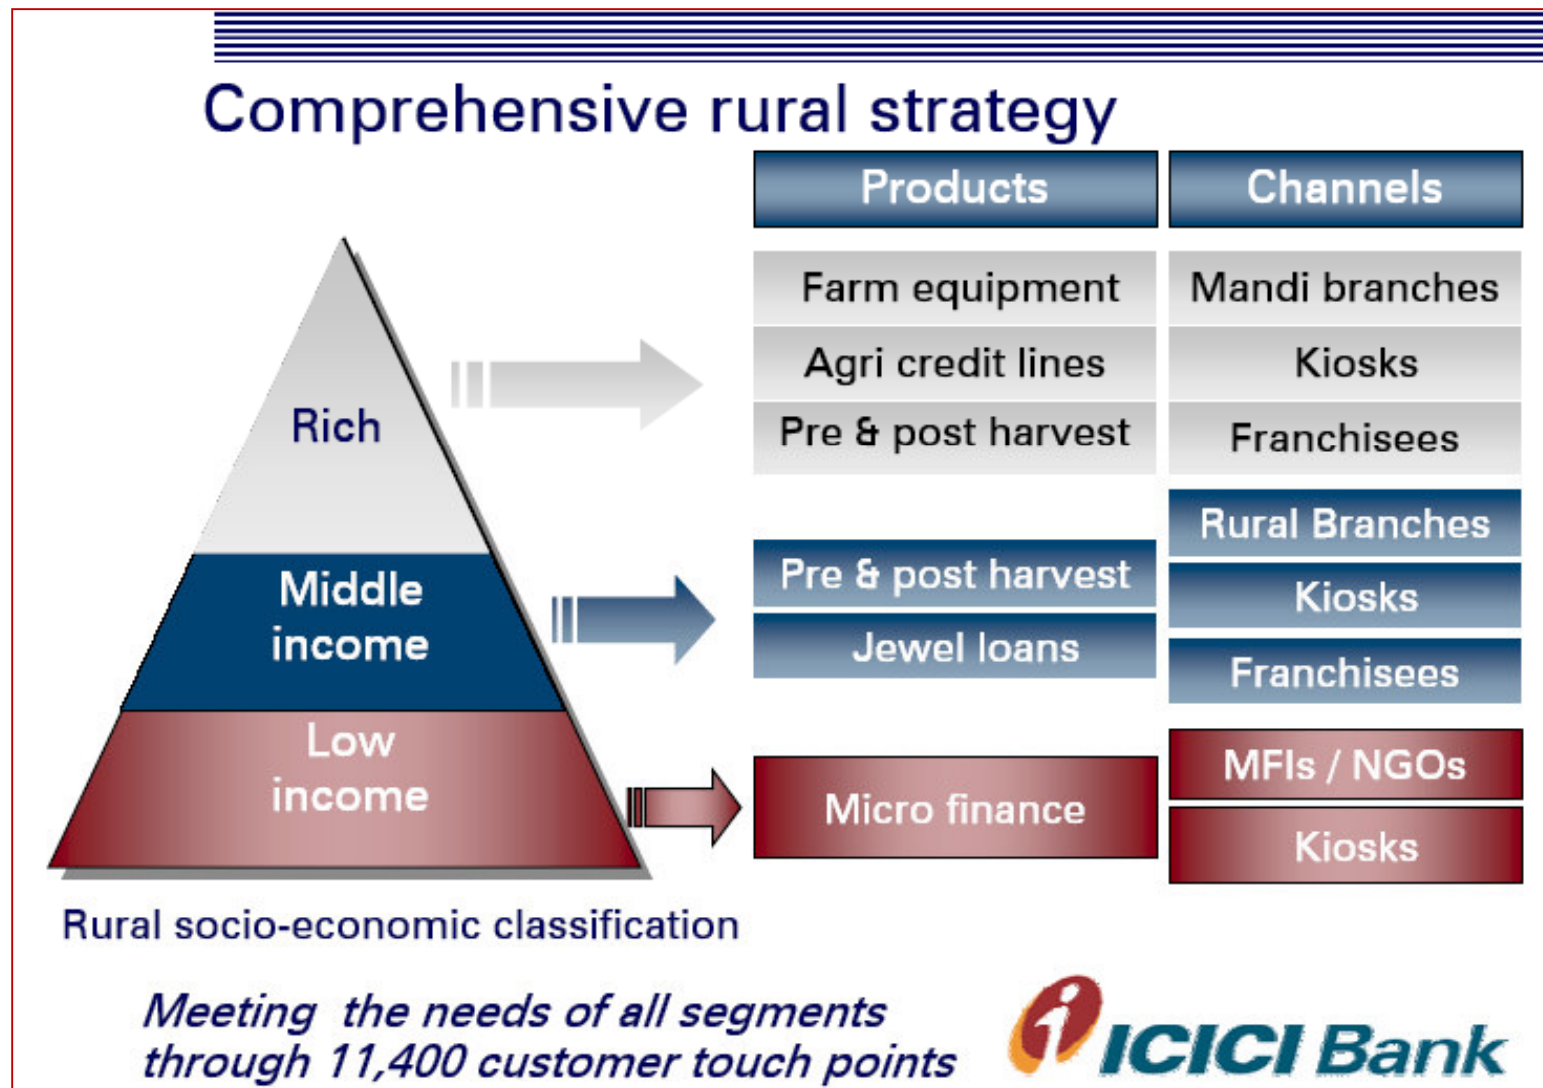 Comprehensive rural strategy
Products
Channels
Rich
Farm equipment
Mandi branches
Agri credit lines
Kiosks
Pre & post harvest
Franchisees
Middle
income
Pre & post harvest
Jewel loans
Rural Branches
Kiosks
Franchisees
Low
income
Micro finance
MFIs / NGOs
Kiosks
Rural socio-economic classification
Meeting the needs of all segments
through 11,400 customer touch points
ICICI Bank